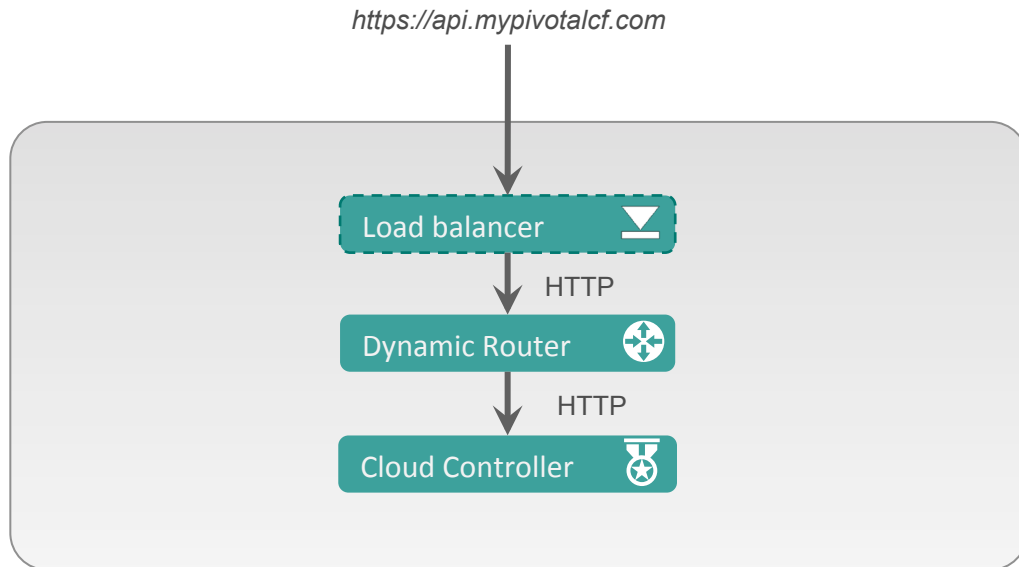 https://api.mypivotalcf.com
Load balancer
HTTP
Dynamic Router
HTTP
Cloud Controller